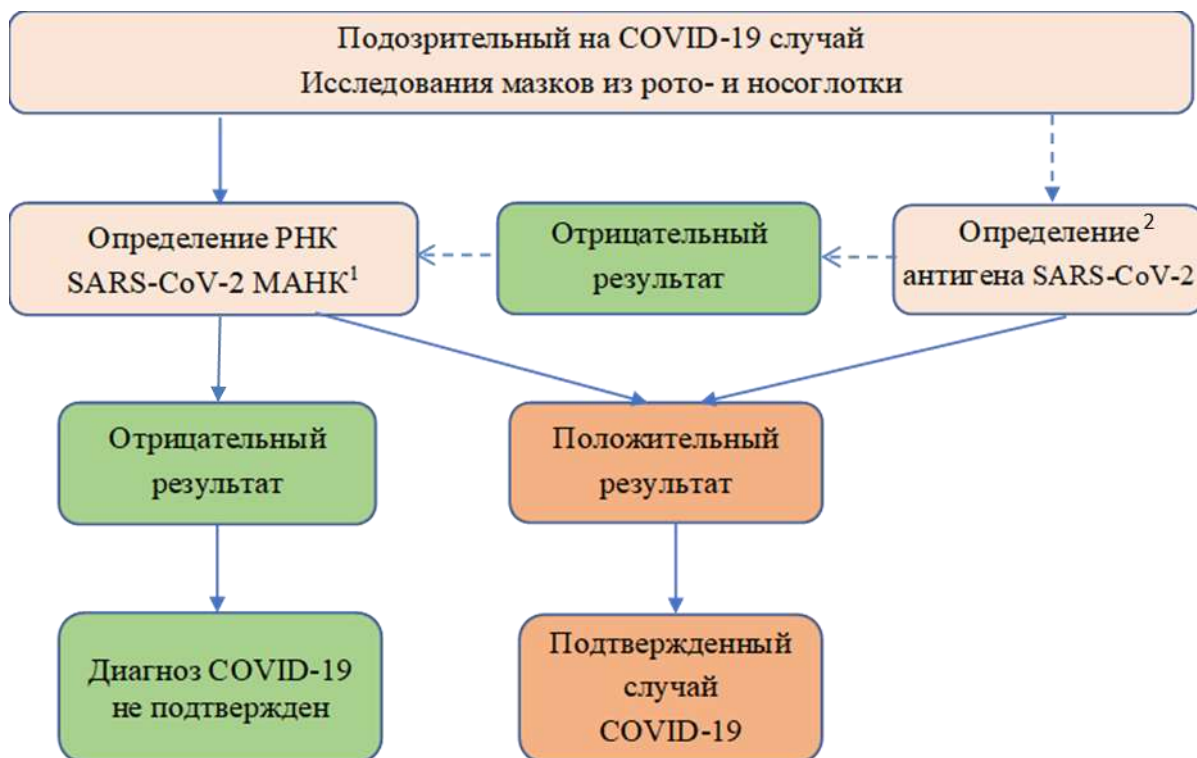 Подозрительный на COVID-19 случай
Исследования мазков из рото- и носоглотки
Определение РНК
SARS-CoV-2 МАНК¹
Отрицательный
результат
Определение²
антигена SARS-CoV-2
Отрицательный
результат
Положительный
результат
Диагноз COVID-19
не подтвержден
Подтвержденный
случай
COVID-19